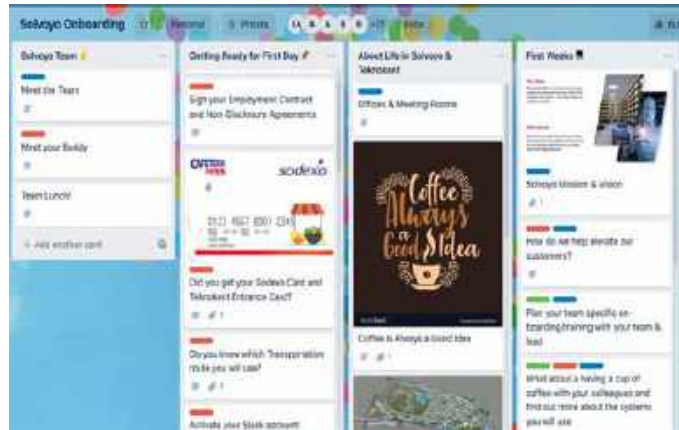 Solvoyo Onboarding
Personal
Private
Solvoyo Team
Meet the Team
Meet your Buddy
Team Lunch!
+ Add another card
Getting Ready for First Day
Sign your Employment Contract
and Non-Disclosure Agreements
sodexo
Did you get your Sodexo Card and
Teknokent Entrance Card?
1
Do you know which Transportation
route you will use?
1
Activate your Slack account!
About Life in Solvoyo &
Teknokent
Offices & Meeting Rooms
Coffee
Always
a
Good Idea
Coffee is Always a Good Idea
1
First Weeks
Solvoyo Mission & Vision
1
How do we help elevate our
customers?
Plan your team specific on-
boarding training with your team &
lead
What about a having a cup of
coffee with your colleagues and
find out more about the systems
you will use